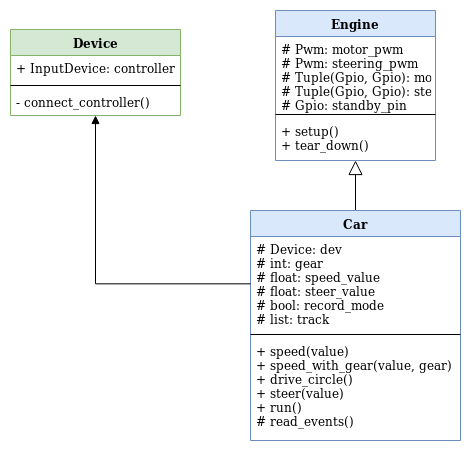 Device
+ InputDevice: controller
- connect_controller()
Engine
# Pwm: motor_pwm
# Pwm: steering_pwm
# Tuple(Gpio, Gpio): mo
# Tuple(Gpio, Gpio): ste
# Gpio: standby_pin
+ setup()
+ tear_down()
Car
# Device: dev
# int: gear
# float: speed_value
# float: steer_value
# bool: record_mode
# list: track
+ speed(value)
+ speed_with_gear(value, gear)
+ drive_circle()
+ steer(value)
+ run()
# read_events()